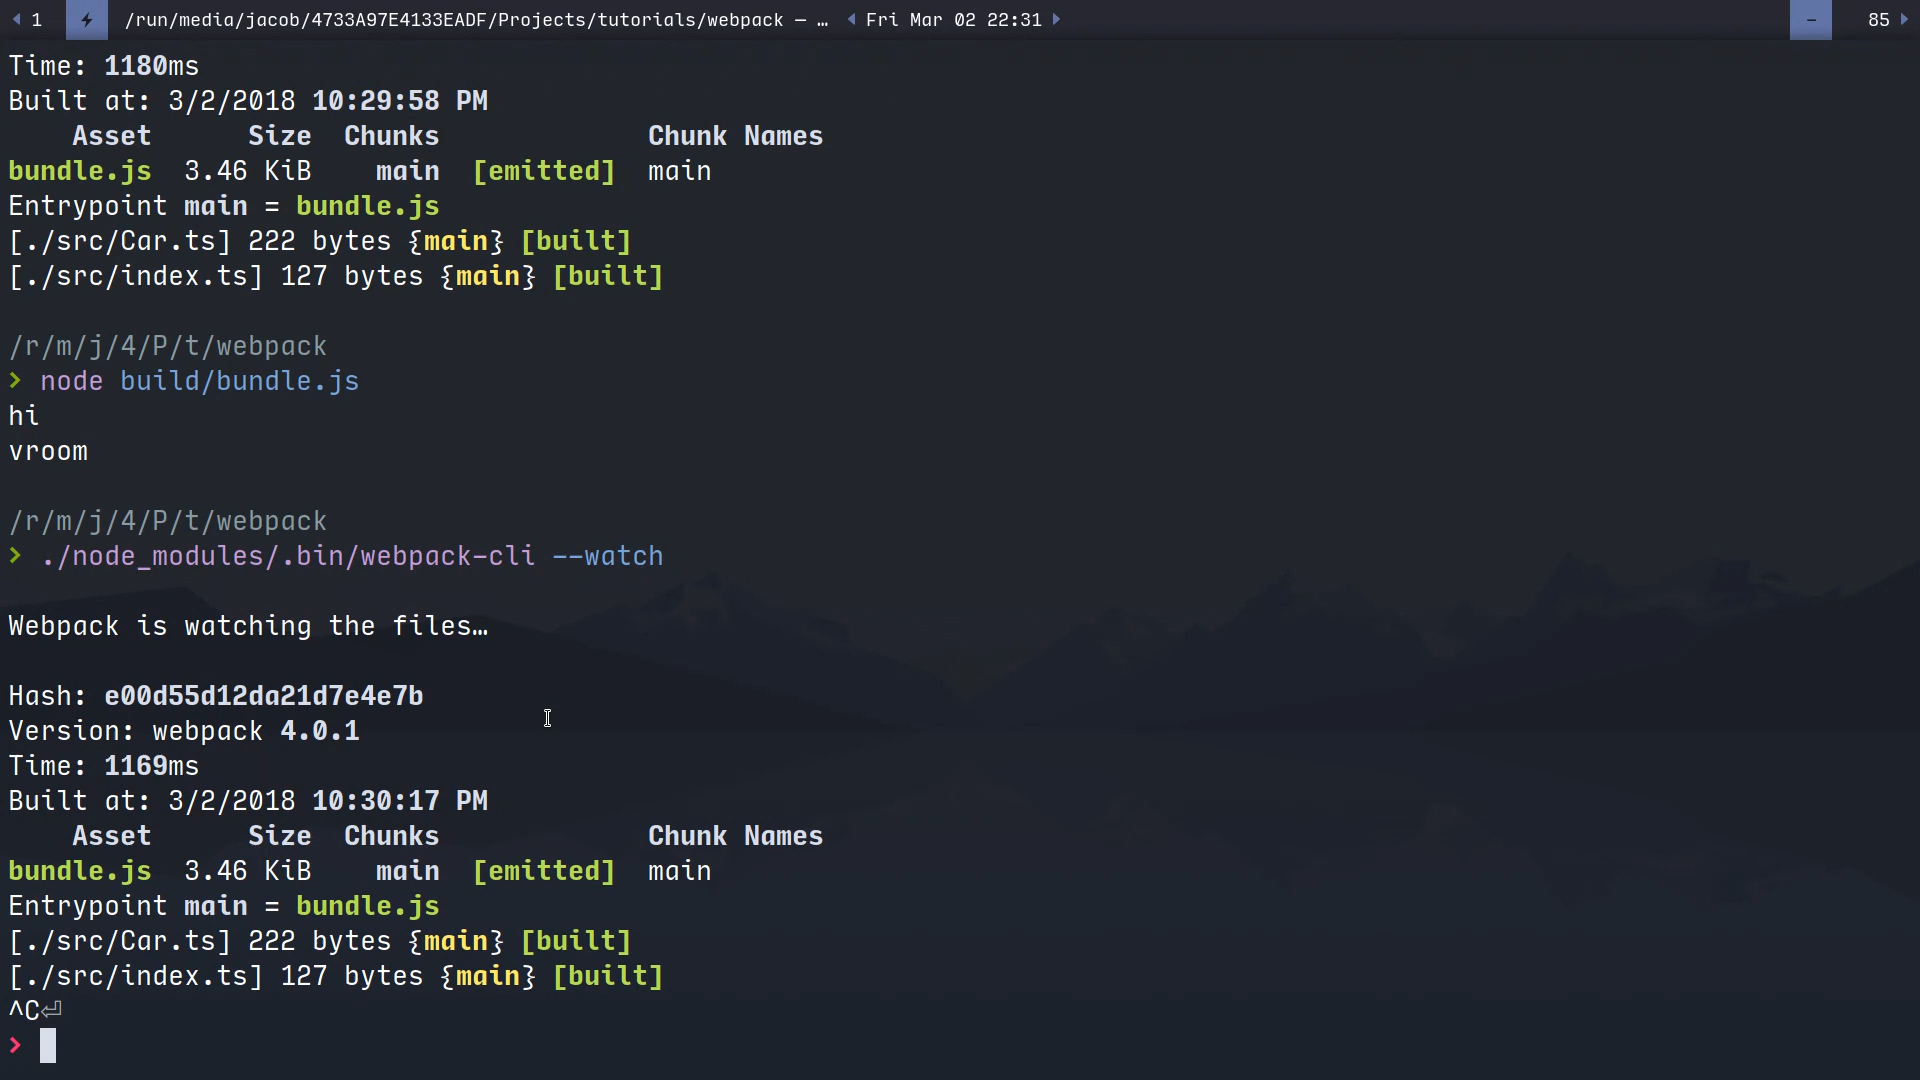 1 /run/media/jacob/4733A97E4133EADF/Projects/tutorials/webpack — … Fri Mar 02 22:31 – 85
Time: 1180ms
Built at: 3/2/2018 10:29:58 PM
Asset Size Chunks Chunk Names
bundle.js 3.46 KiB main [emitted] main
Entrypoint main = bundle.js
[./src/Car.ts] 222 bytes {main} [built]
[./src/index.ts] 127 bytes {main} [built]
/r/m/j/4/P/t/webpack
> node build/bundle.js
hi
vroom
/r/m/j/4/P/t/webpack
> ./node_modules/.bin/webpack-cli --watch
Webpack is watching the files…
Hash: e00d55d12da21d7e4e7b
Version: webpack 4.0.1
Time: 1169ms
Built at: 3/2/2018 10:30:17 PM
Asset Size Chunks Chunk Names
bundle.js 3.46 KiB main [emitted] main
Entrypoint main = bundle.js
[./src/Car.ts] 222 bytes {main} [built]
[./src/index.ts] 127 bytes {main} [built]
^C⏎
>